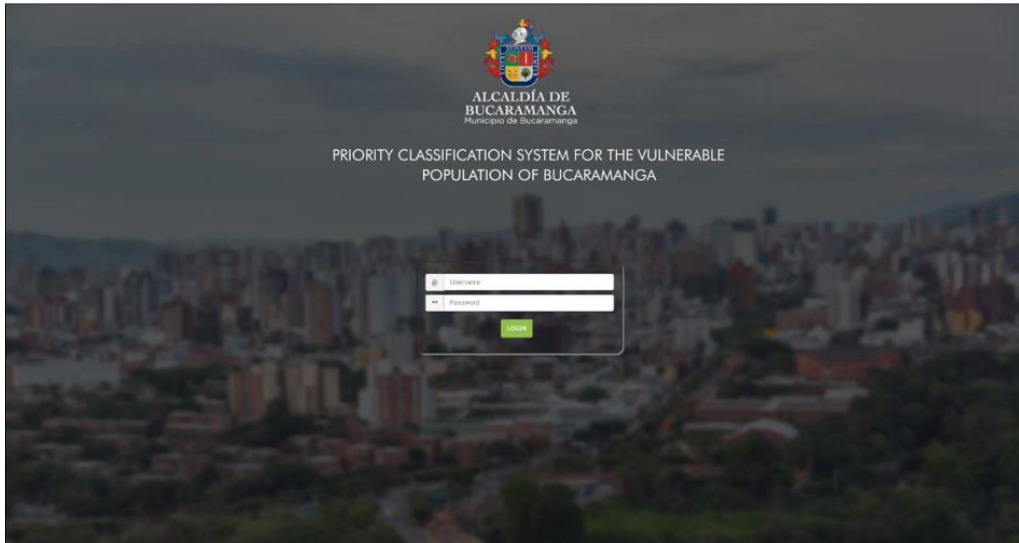 ALCALDÍA DE
BUCARAMANGA
Municipio de Bucaramanga
PRIORITY CLASSIFICATION SYSTEM FOR THE VULNERABLE
POPULATION OF BUCARAMANGA
@ Username
Password
LOGIN